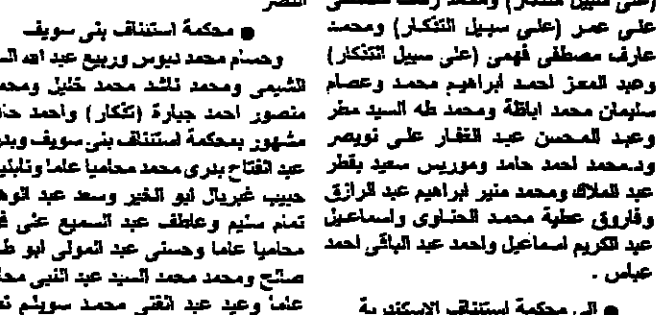 على عمر (على سبيل التذكار) ومحمد
عارف مصطفى فهمى (على سبيل التذكار)
وعبد المعز احمد ابراهيم محمد وعصام
سليمان محمد اباظة ومحمد طه السيد مطر
وعبد المحسن عبد الغفار على نويصر
ود.محمد احمد حامد وموريس سعيد بقطر
عبد الملاك ومحمد منير ابراهيم عبد الرازق
وفاروق عطية محمد الحناوى واسماعيل
عبد الكريم اسماعيل واحمد عبد الباقى احمد
عباس .
● الى محكمة استئناف الاسكندرية
● محكمة استئناف بنى سويف
وحسام محمد دبوس وربيع عبد الله
الشيمى ومحمد ناشد محمد خليل
منصور احمد جبارة (تذكار) واحمد
مشهور بمحكمة استئناف بنى سويف
عبد الفتاح بدرى محمد محاميا عاما
حبيب غبريال ابو الخير وسعد عبد
تمام سليم وعاطف عبد السميع على
محاميا عاما وحسنى عبد المولى ابو
صالح ومحمد محمد السيد عبد النبى
عاما وعيد عبد الغنى محمد سويلم